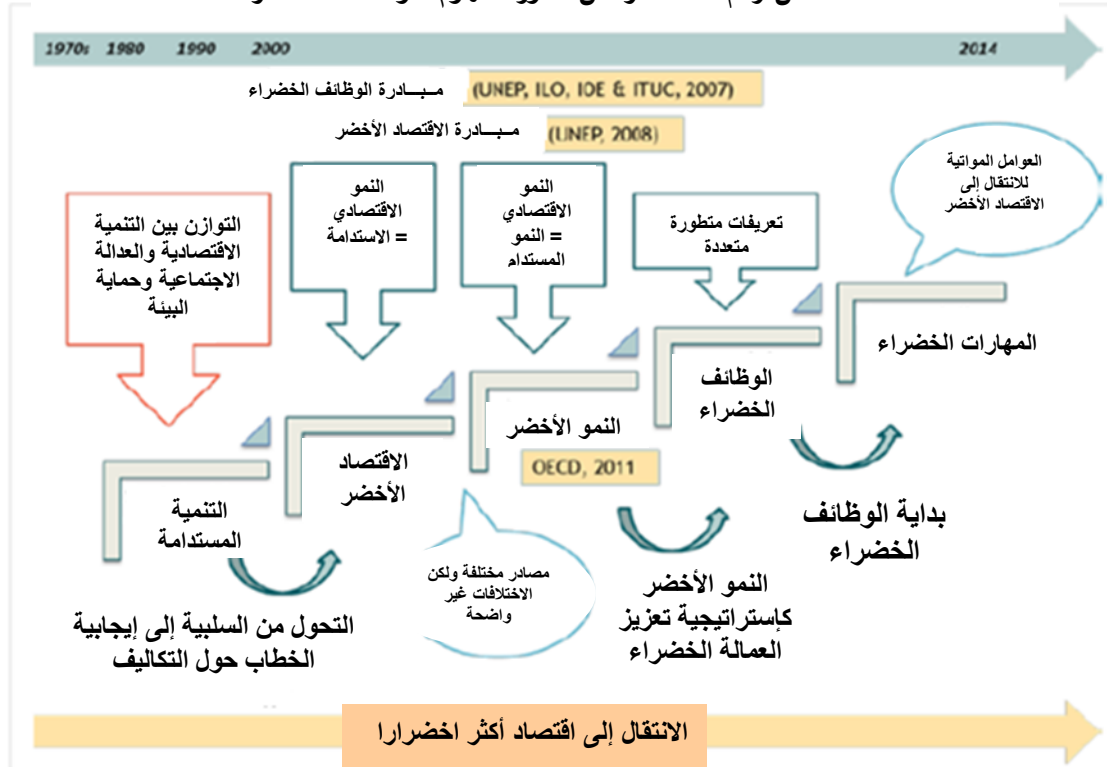 1970s 1980 1990 2000 2014
مبـــادرة الوظائف الخضراء (UNEP, ILO, IOE & ITUC, 2007)
مبـــادرة الاقتصاد الأخضر (UNEP, 2008)
العوامل المواتية
للانتقال إلى
الاقتصاد الأخضر
التوازن بين التنمية
الاقتصادية والعدالة
الاجتماعية وحماية
البيئة
النمو
الاقتصادي
= الاستدامة
النمو
الاقتصادي
= النمو
المستدام
تعريفات متطورة
متعددة
التنمية
المستدامة
الاقتصاد
الأخضر
النمو الأخضر
OECD, 2011
الوظائف
الخضراء
المهارات الخضراء
التحول من السلبية إلى إيجابية
الخطاب حول التكاليف
مصادر مختلفة ولكن
الاختلافات غير
واضحة
النمو الأخضر
كإستراتيجية تعزيز
العمالة الخضراء
بداية الوظائف
الخضراء
الانتقال إلى اقتصاد أكثر اخضرارا